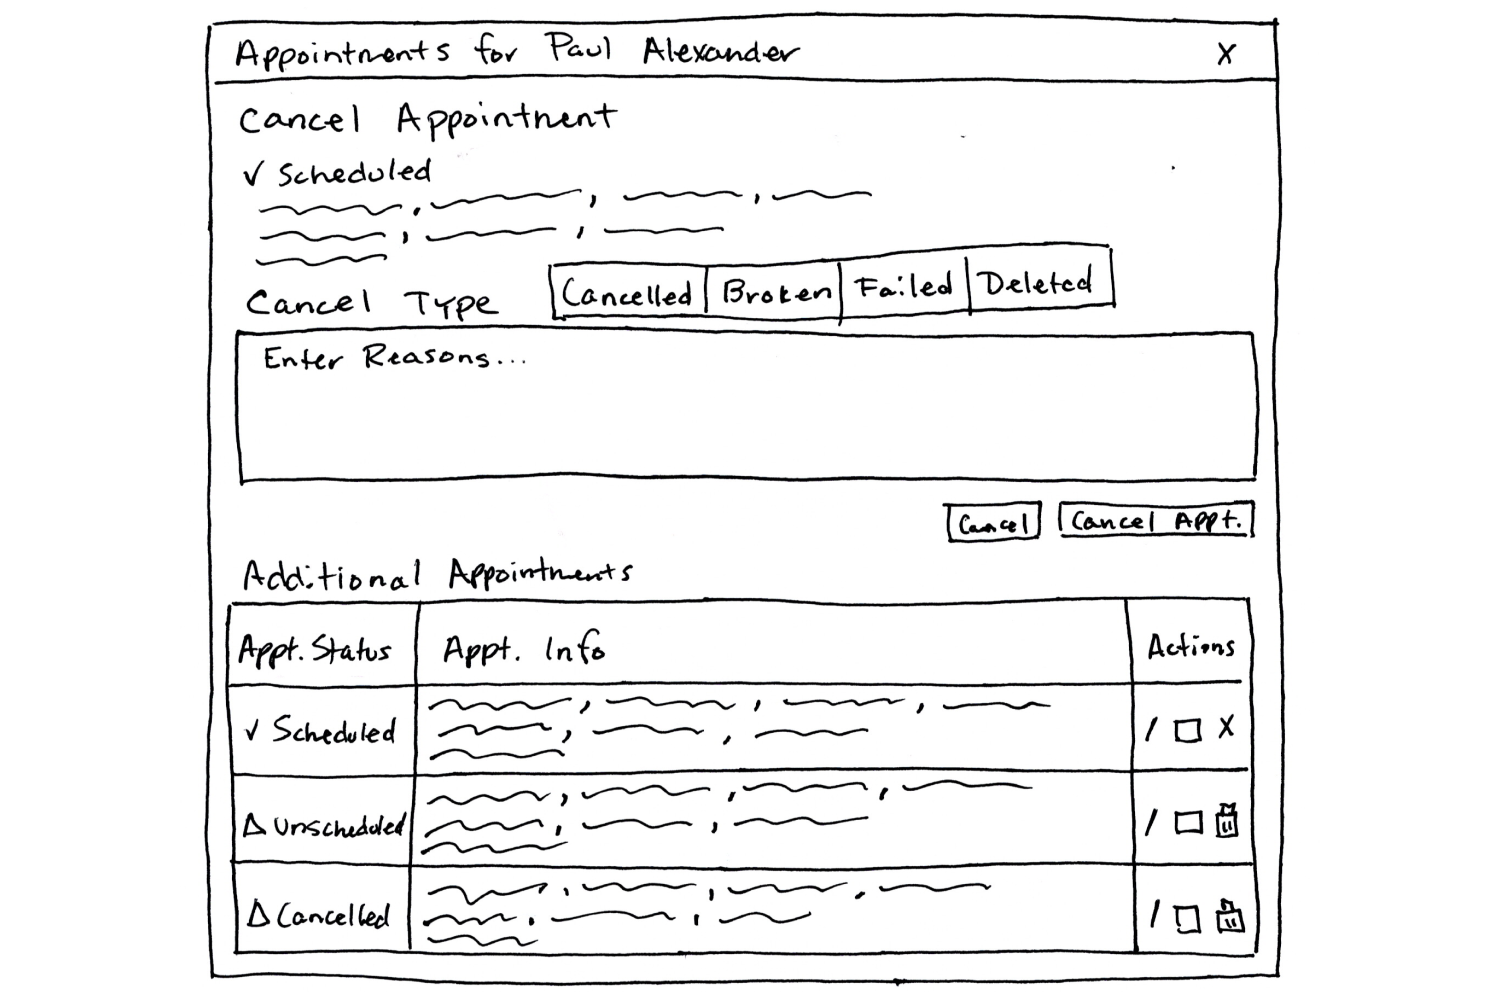 Appointments for Paul Alexander X
Cancel Appointment
✓ Scheduled
Cancel Type Cancelled Broken Failed Deleted
Enter Reasons...
Cancel Cancel Appt.
Additional Appointments
Appt. Status Appt. Info Actions
✓ Scheduled / □ X
△ Unscheduled / □
△ Cancelled / □